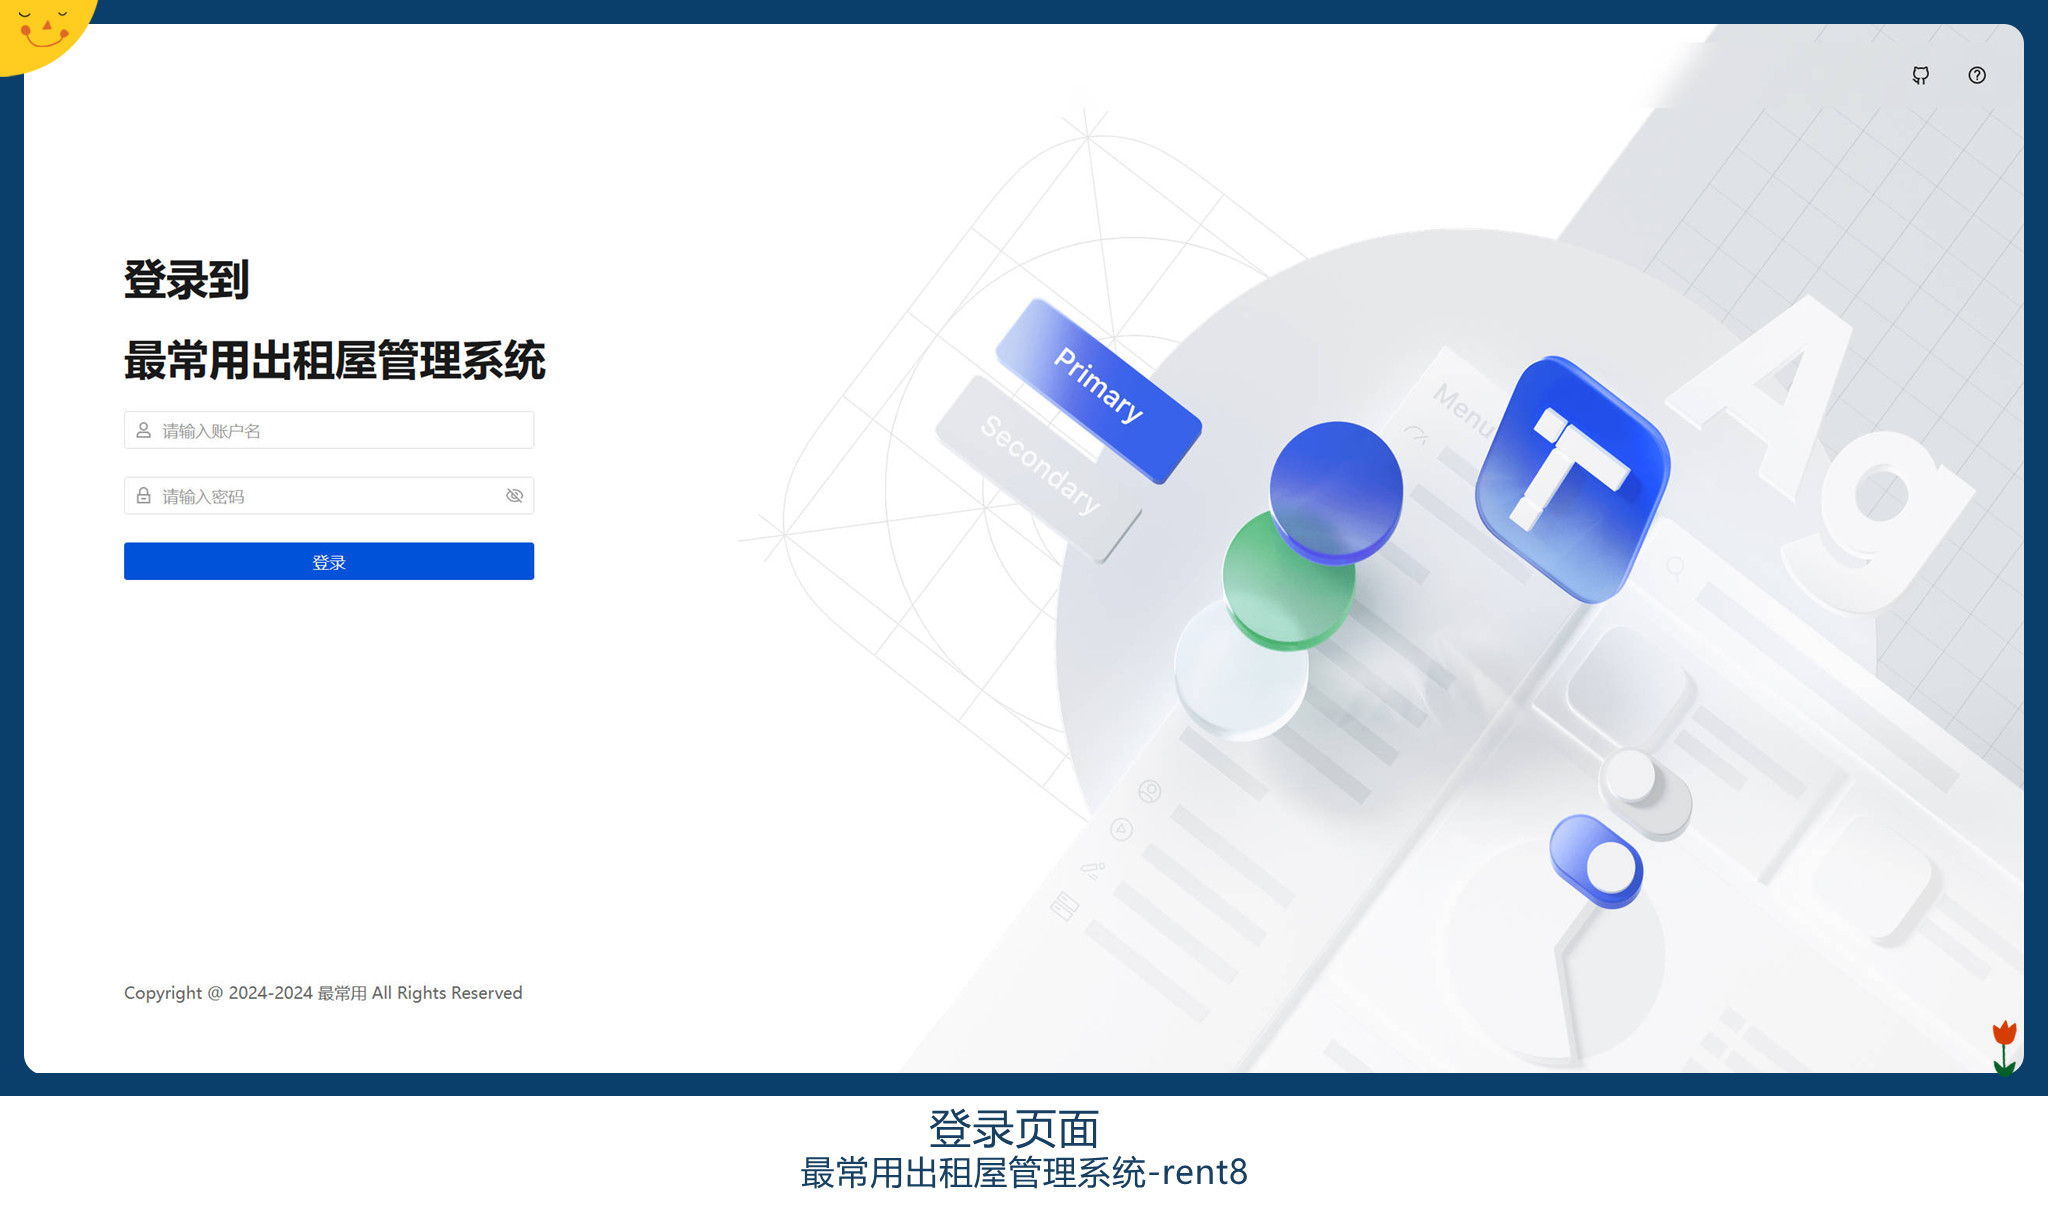 登录到
最常用出租屋管理系统
请输入账户名
请输入密码
登录
Primary
Secondary
Menu
Ag
Copyright @ 2024-2024 最常用 All Rights Reserved
登录页面
最常用出租屋管理系统-rent8